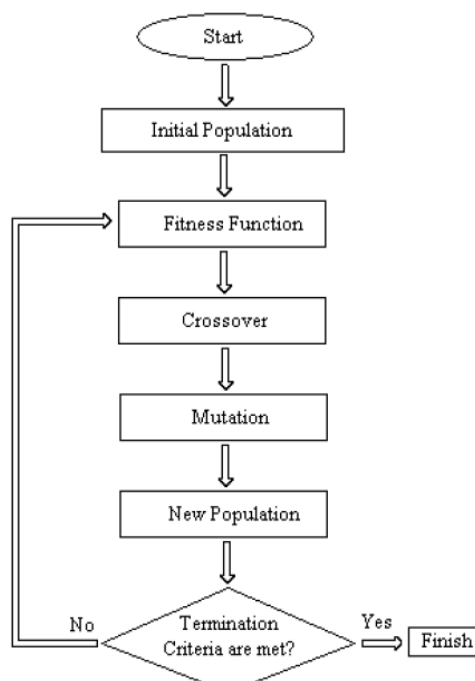 Start
Initial Population
Fitness Function
Crossover
Mutation
New Population
No
Termination
Criteria are met?
Yes
Finish